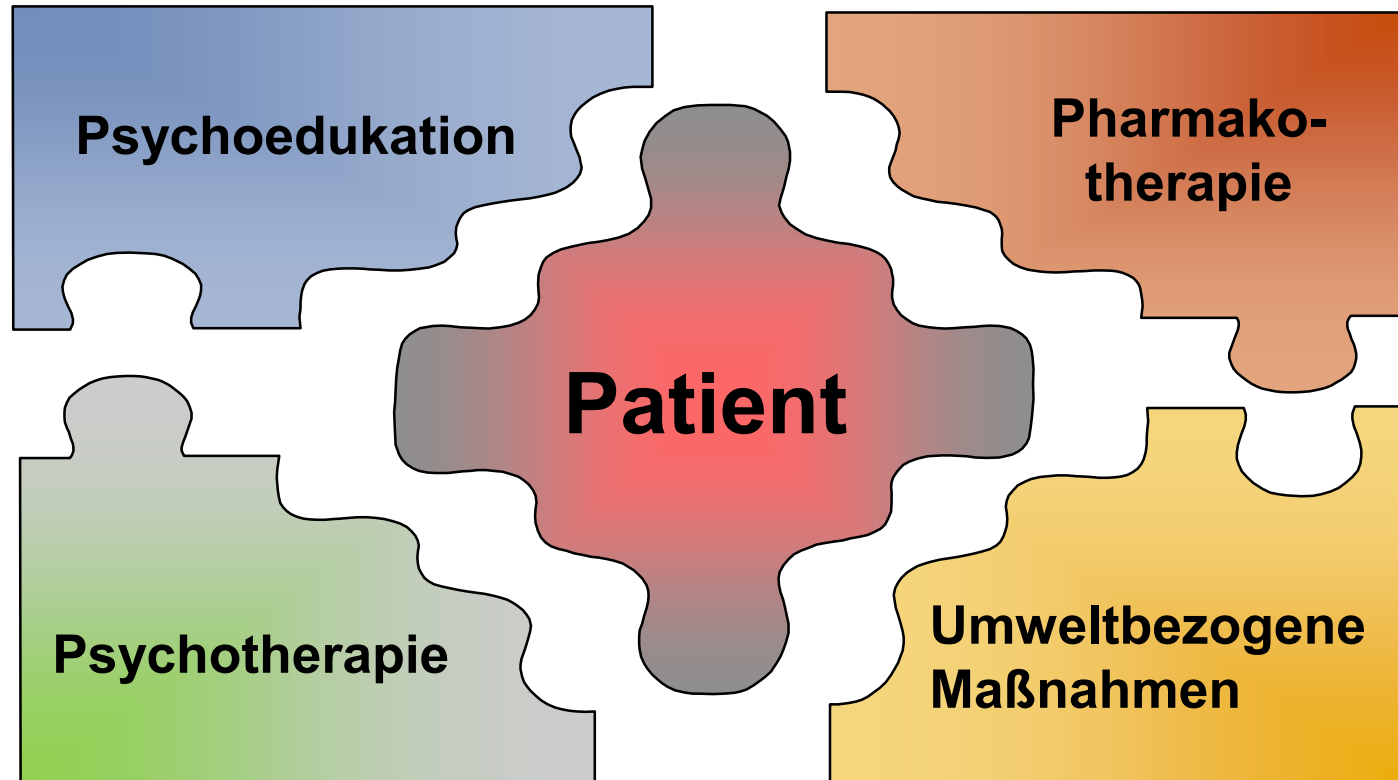 Psychoedukation
Pharmako-
therapie
Patient
Psychotherapie
Umweltbezogene
Maßnahmen